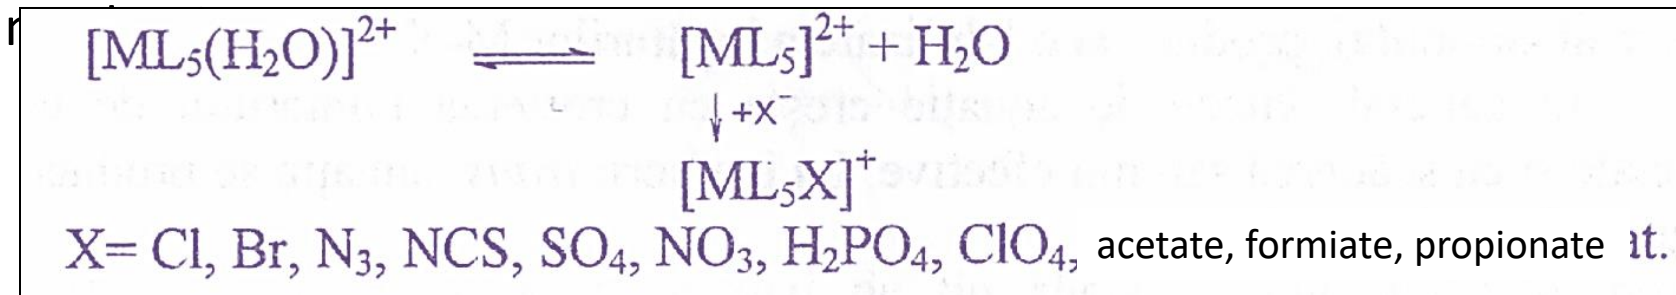 [ML₅(H₂O)]²⁺ ⇌ [ML₅]²⁺ + H₂O
↓ +X⁻
[ML₅X]⁺
X= Cl, Br, N₃, NCS, SO₄, NO₃, H₂PO₄, ClO₄, acetate, formiate, propionate